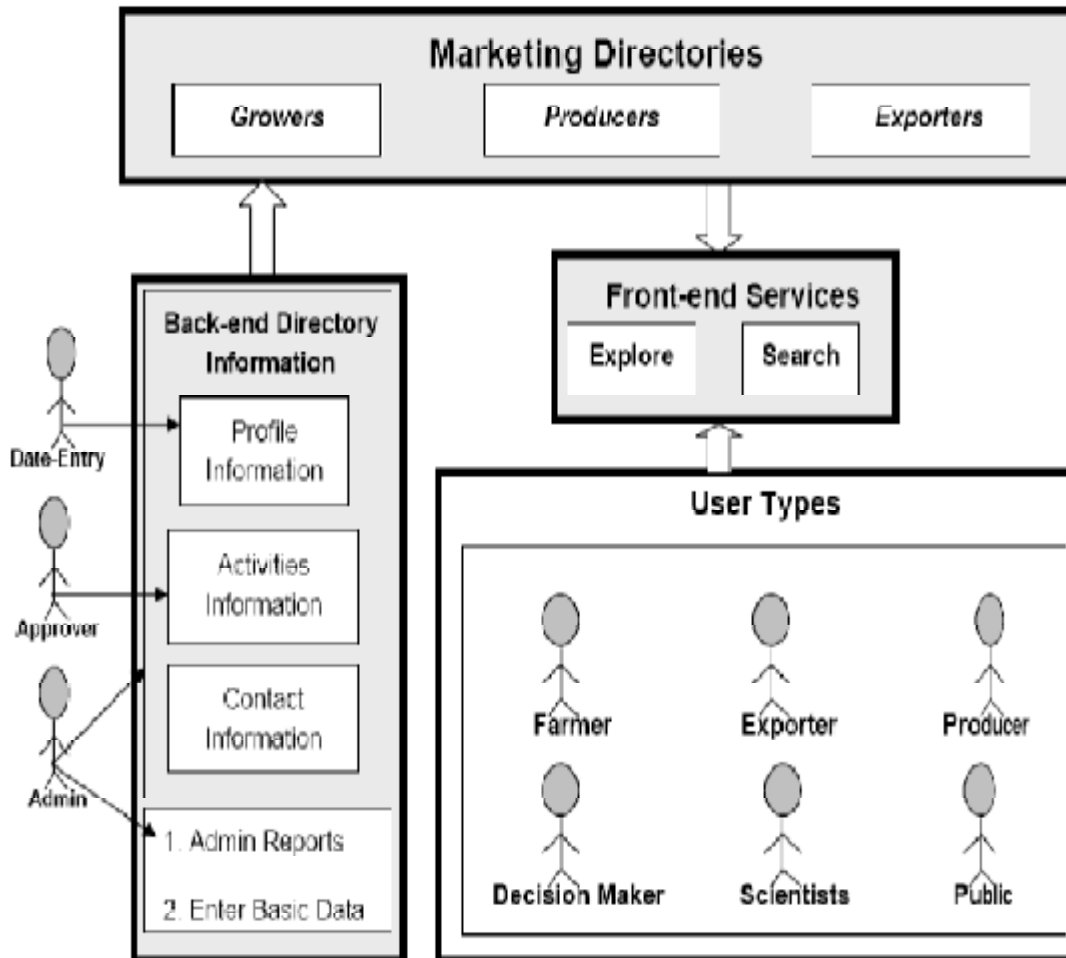 Marketing Directories
Growers
Producers
Exporters
Front-end Services
Explore
Search
Back-end Directory
Information
Profile
Information
Activities
Information
Contact
Information
1. Admin Reports
2. Enter Basic Data
Date-Entry
Approver
Admin
User Types
Farmer
Exporter
Producer
Decision Maker
Scientists
Public